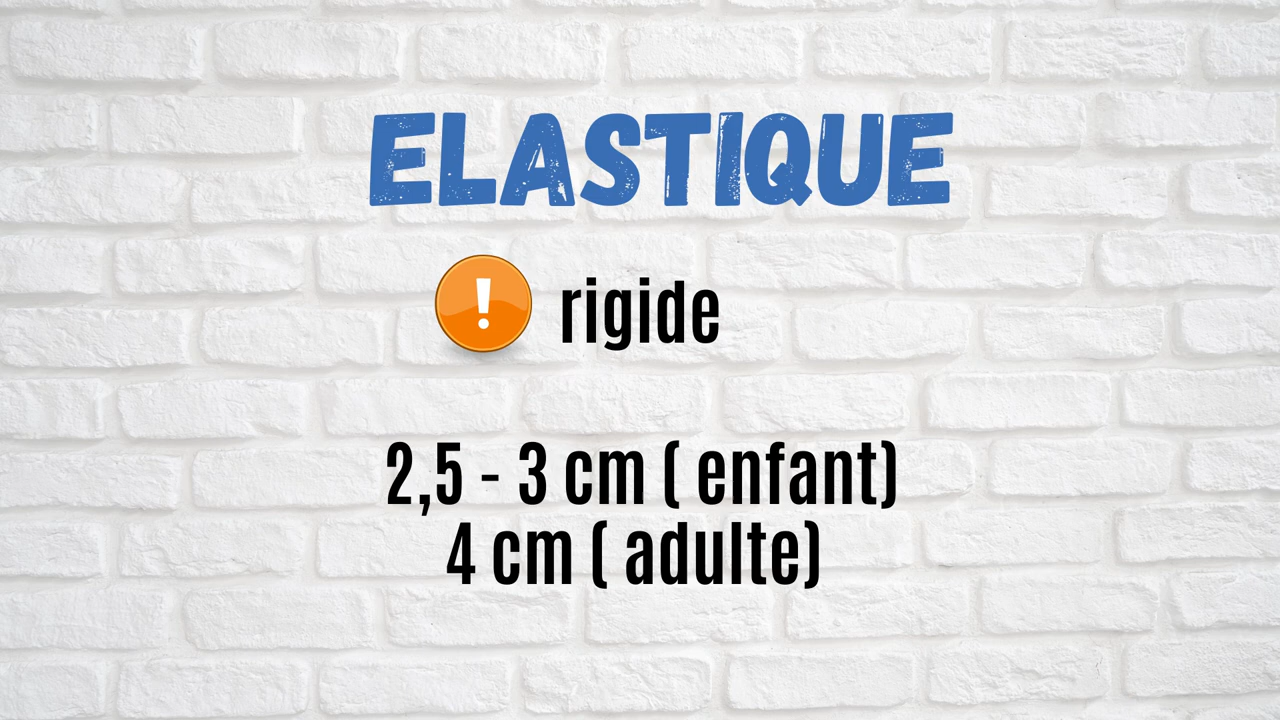 ELASTIQUE
! rigide
2,5 - 3 cm ( enfant)
4 cm ( adulte)